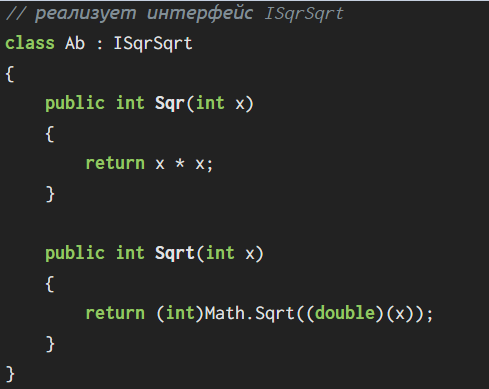 // реализует интерфейс ISqrSqrt
class Ab : ISqrSqrt
{
    public int Sqr(int x)
    {
        return x * x;
    }

    public int Sqrt(int x)
    {
        return (int)Math.Sqrt((double)(x));
    }
}